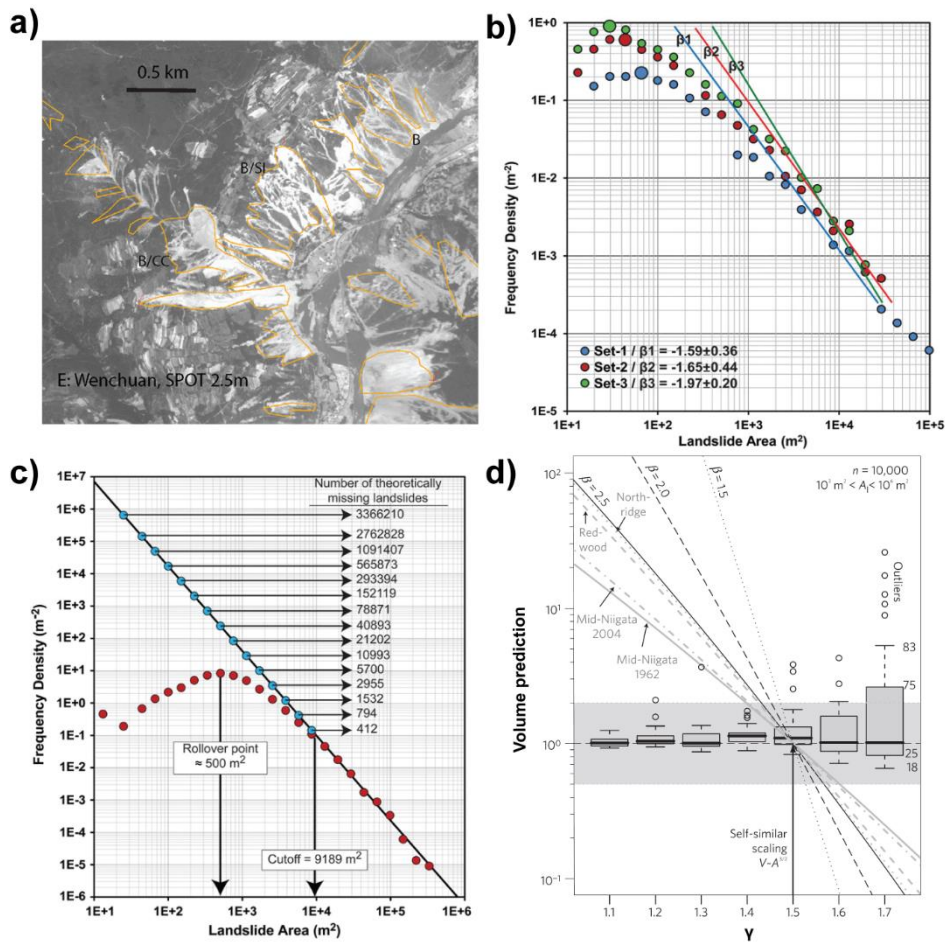 a)
0.5 km
B
B/SI
B/CC
E: Wenchuan, SPOT 2.5m
b)
1E+0
1E-1
1E-2
1E-3
1E-4
1E-5
Frequency Density (m⁻²)
β1
β2
β3
Set-1 / β1 = -1.59±0.36
Set-2 / β2 = -1.65±0.44
Set-3 / β3 = -1.97±0.20
1E+1 1E+2 1E+3 1E+4 1E+5
Landslide Area (m²)
c)
1E+7
1E+6
1E+5
1E+4
1E+3
1E+2
1E+1
1E+0
1E-1
1E-2
1E-3
1E-4
1E-5
1E-6
Frequency Density (m⁻²)
Number of theoretically
missing landslides
3366210
2762828
1091407
565873
293394
152119
78871
40893
21202
10993
5700
2955
1532
794
412
Rollover point
≈ 500 m²
Cutoff = 9189 m²
1E+1 1E+2 1E+3 1E+4 1E+5 1E+6
Landslide Area (m²)
d)
10²
10¹
10⁰
10⁻¹
Volume prediction
β = 2.5
β = 2.0
β = 1.5
n = 10,000
North-
ridge
Red-
wood
Mid-Niigata
2004
Mid-Niigata
1962
Outliers
83
75
25
18
Self-similar
scaling
1.1 1.2 1.3 1.4 1.5 1.6 1.7
γ